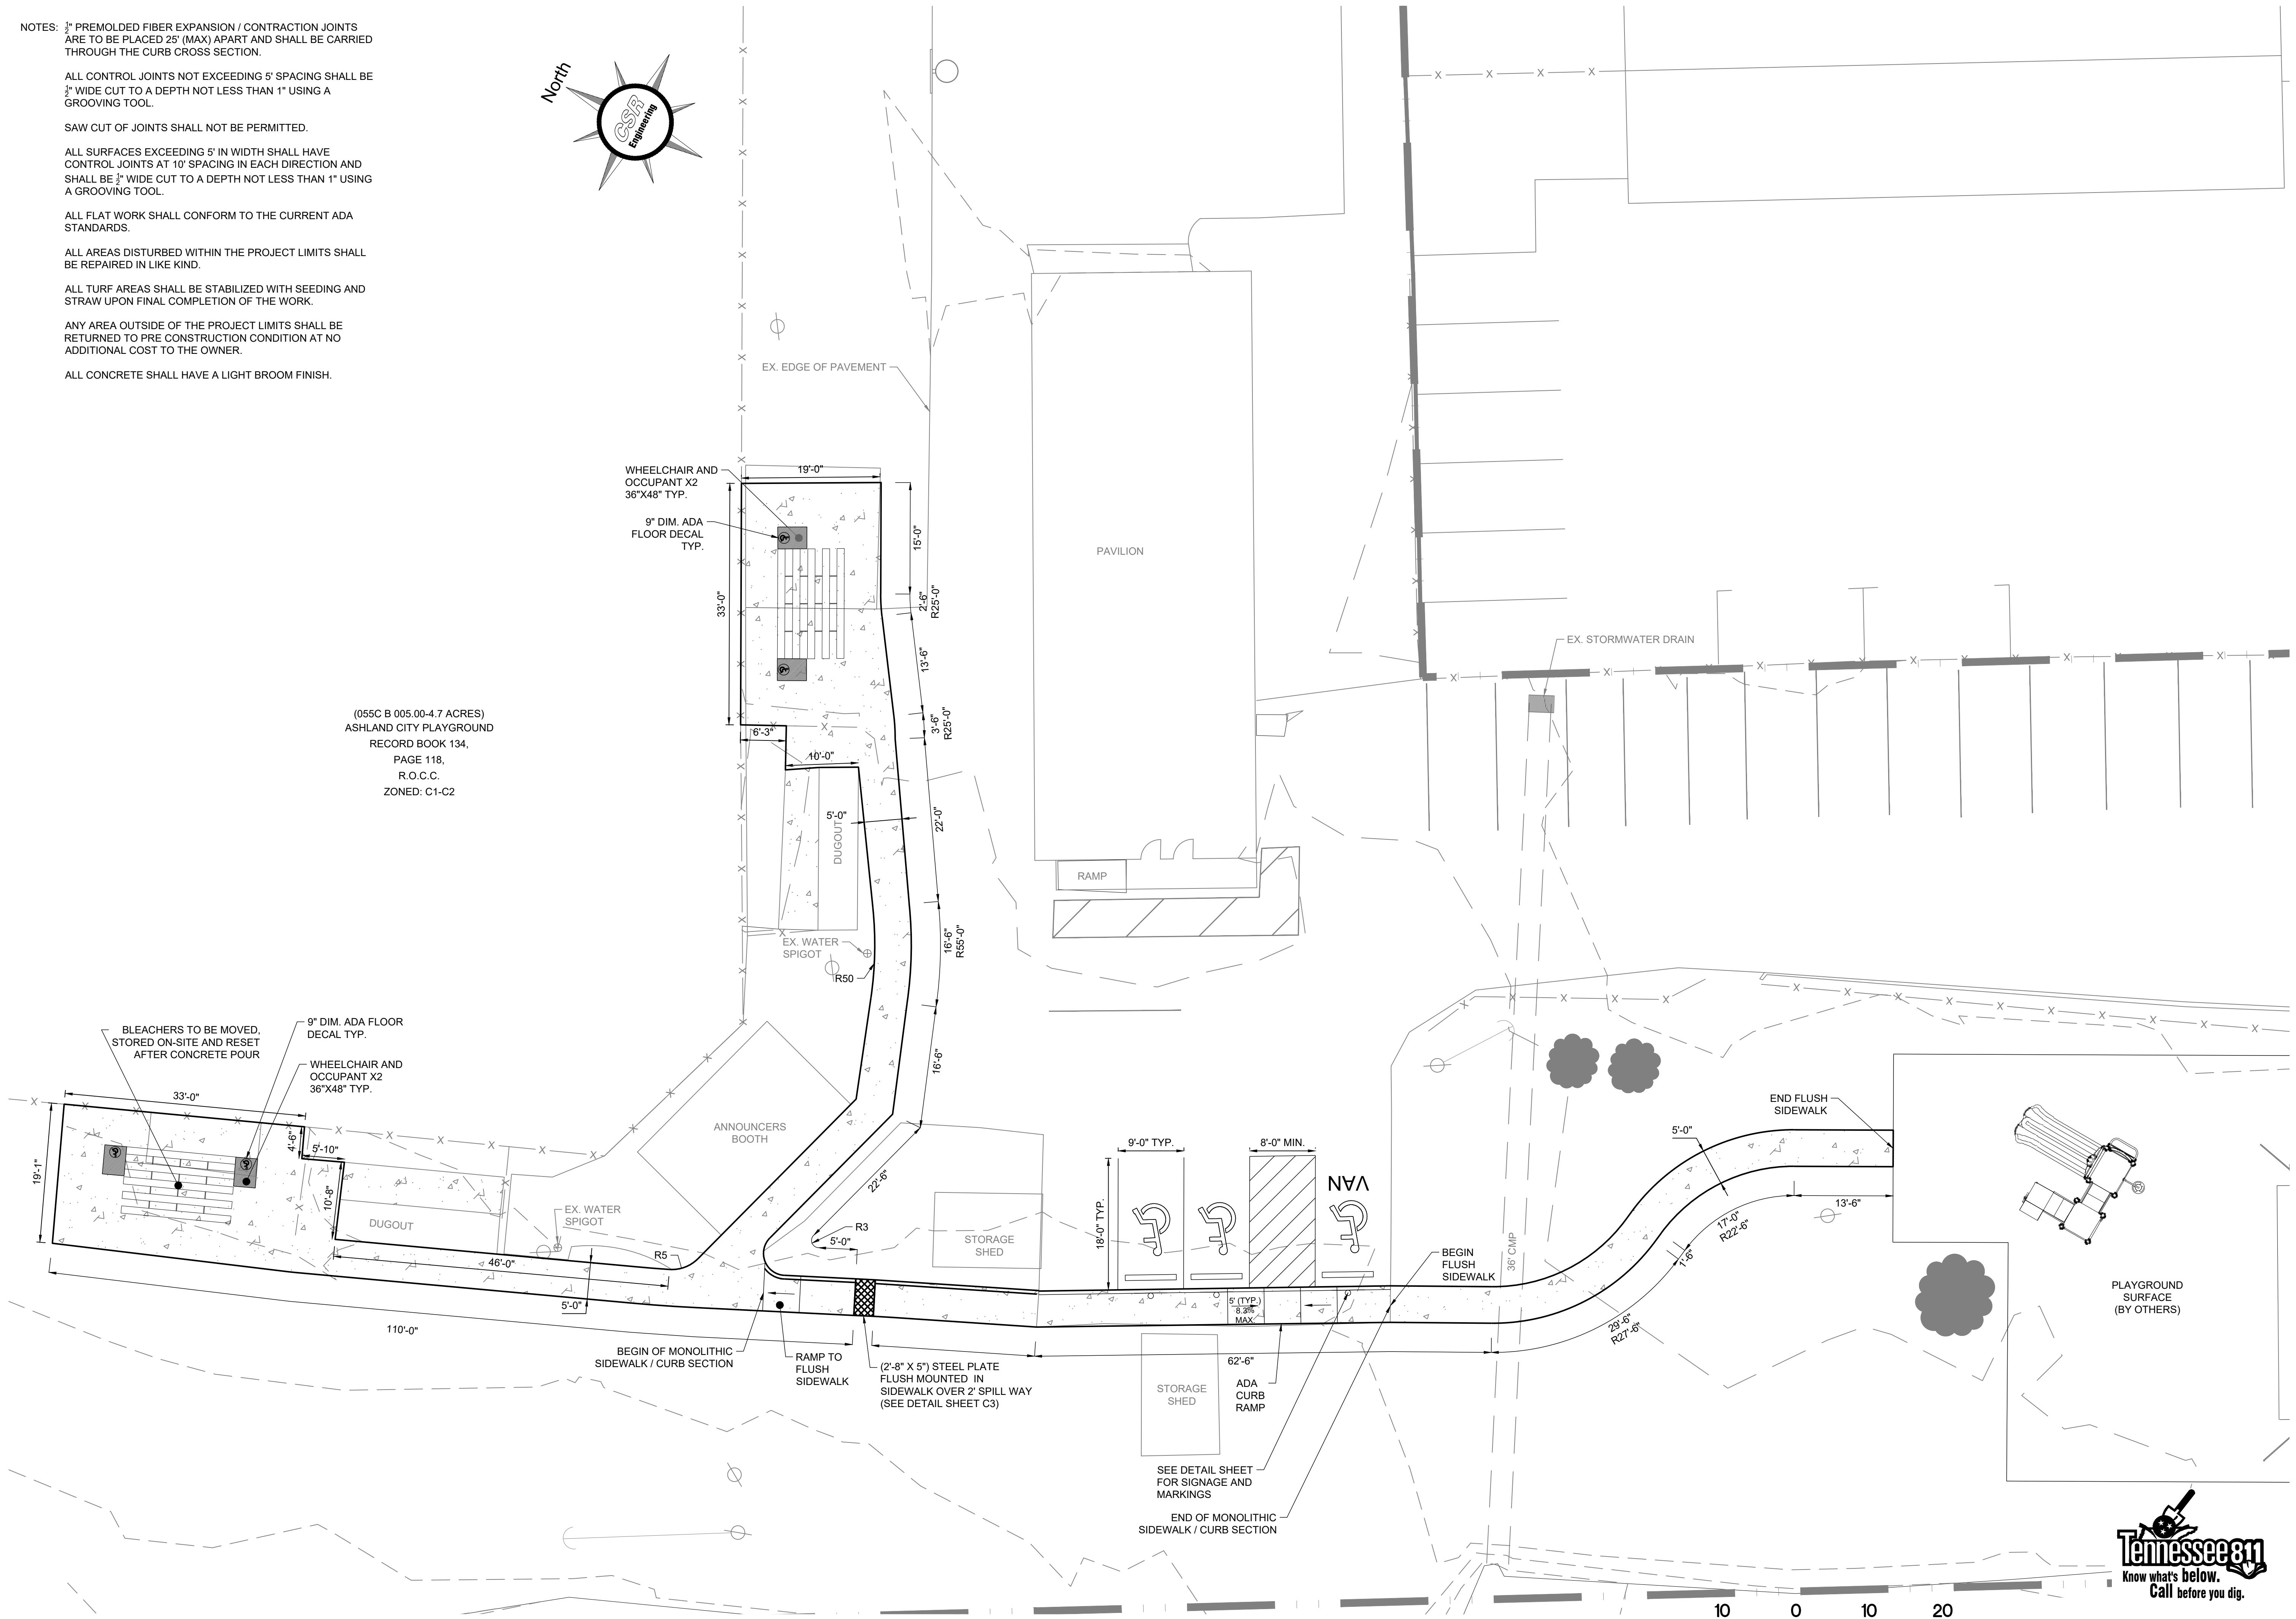 NOTES: ½" PREMOLDED FIBER EXPANSION / CONTRACTION JOINTS
ARE TO BE PLACED 25' (MAX) APART AND SHALL BE CARRIED
THROUGH THE CURB CROSS SECTION.
ALL CONTROL JOINTS NOT EXCEEDING 5' SPACING SHALL BE
½" WIDE CUT TO A DEPTH NOT LESS THAN 1" USING A
GROOVING TOOL.
SAW CUT OF JOINTS SHALL NOT BE PERMITTED.
ALL SURFACES EXCEEDING 5' IN WIDTH SHALL HAVE
CONTROL JOINTS AT 10' SPACING IN EACH DIRECTION AND
SHALL BE ½" WIDE CUT TO A DEPTH NOT LESS THAN 1" USING
A GROOVING TOOL.
ALL FLAT WORK SHALL CONFORM TO THE CURRENT ADA
STANDARDS.
ALL AREAS DISTURBED WITHIN THE PROJECT LIMITS SHALL
BE REPAIRED IN LIKE KIND.
ALL TURF AREAS SHALL BE STABILIZED WITH SEEDING AND
STRAW UPON FINAL COMPLETION OF THE WORK.
ANY AREA OUTSIDE OF THE PROJECT LIMITS SHALL BE
RETURNED TO PRE CONSTRUCTION CONDITION AT NO
ADDITIONAL COST TO THE OWNER.
ALL CONCRETE SHALL HAVE A LIGHT BROOM FINISH.
North
CSR
Engineering
EX. EDGE OF PAVEMENT
WHEELCHAIR AND
OCCUPANT X2
36"X48" TYP.
9" DIM. ADA
FLOOR DECAL
TYP.
19'-0"
33'-0"
15'-0"
2'-6"
R25'-0"
13'-6"
3'-6"
R25'-0"
6'-3"
10'-0"
5'-0"
22'-0"
DUGOUT
EX. WATER
SPIGOT
R50
16'-6"
R55'-0"
16'-6"
PAVILION
RAMP
EX. STORMWATER DRAIN
(055C B 005.00-4.7 ACRES)
ASHLAND CITY PLAYGROUND
RECORD BOOK 134,
PAGE 118,
R.O.C.C.
ZONED: C1-C2
BLEACHERS TO BE MOVED,
STORED ON-SITE AND RESET
AFTER CONCRETE POUR
9" DIM. ADA FLOOR
DECAL TYP.
WHEELCHAIR AND
OCCUPANT X2
36"X48" TYP.
33'-0"
19'-1"
4'-6"
5'-10"
10'-8"
DUGOUT
46'-0"
5'-0"
110'-0"
EX. WATER
SPIGOT
R5
ANNOUNCERS
BOOTH
22'-6"
R3
5'-0"
STORAGE
SHED
BEGIN OF MONOLITHIC
SIDEWALK / CURB SECTION
RAMP TO
FLUSH
SIDEWALK
(2'-8" X 5") STEEL PLATE
FLUSH MOUNTED IN
SIDEWALK OVER 2' SPILL WAY
(SEE DETAIL SHEET C3)
9'-0" TYP.
8'-0" MIN.
18'-0" TYP.
VAN
5' (TYP.)
8.3%
MAX.
62'-6"
ADA
CURB
RAMP
STORAGE
SHED
SEE DETAIL SHEET
FOR SIGNAGE AND
MARKINGS
END OF MONOLITHIC
SIDEWALK / CURB SECTION
BEGIN
FLUSH
SIDEWALK
36' CMP
END FLUSH
SIDEWALK
5'-0"
13'-6"
17'-0"
R22'-6"
1'-6"
29'-6"
R27'-6"
PLAYGROUND
SURFACE
(BY OTHERS)
Tennessee811
Know what's below.
Call before you dig.
10 0 10 20